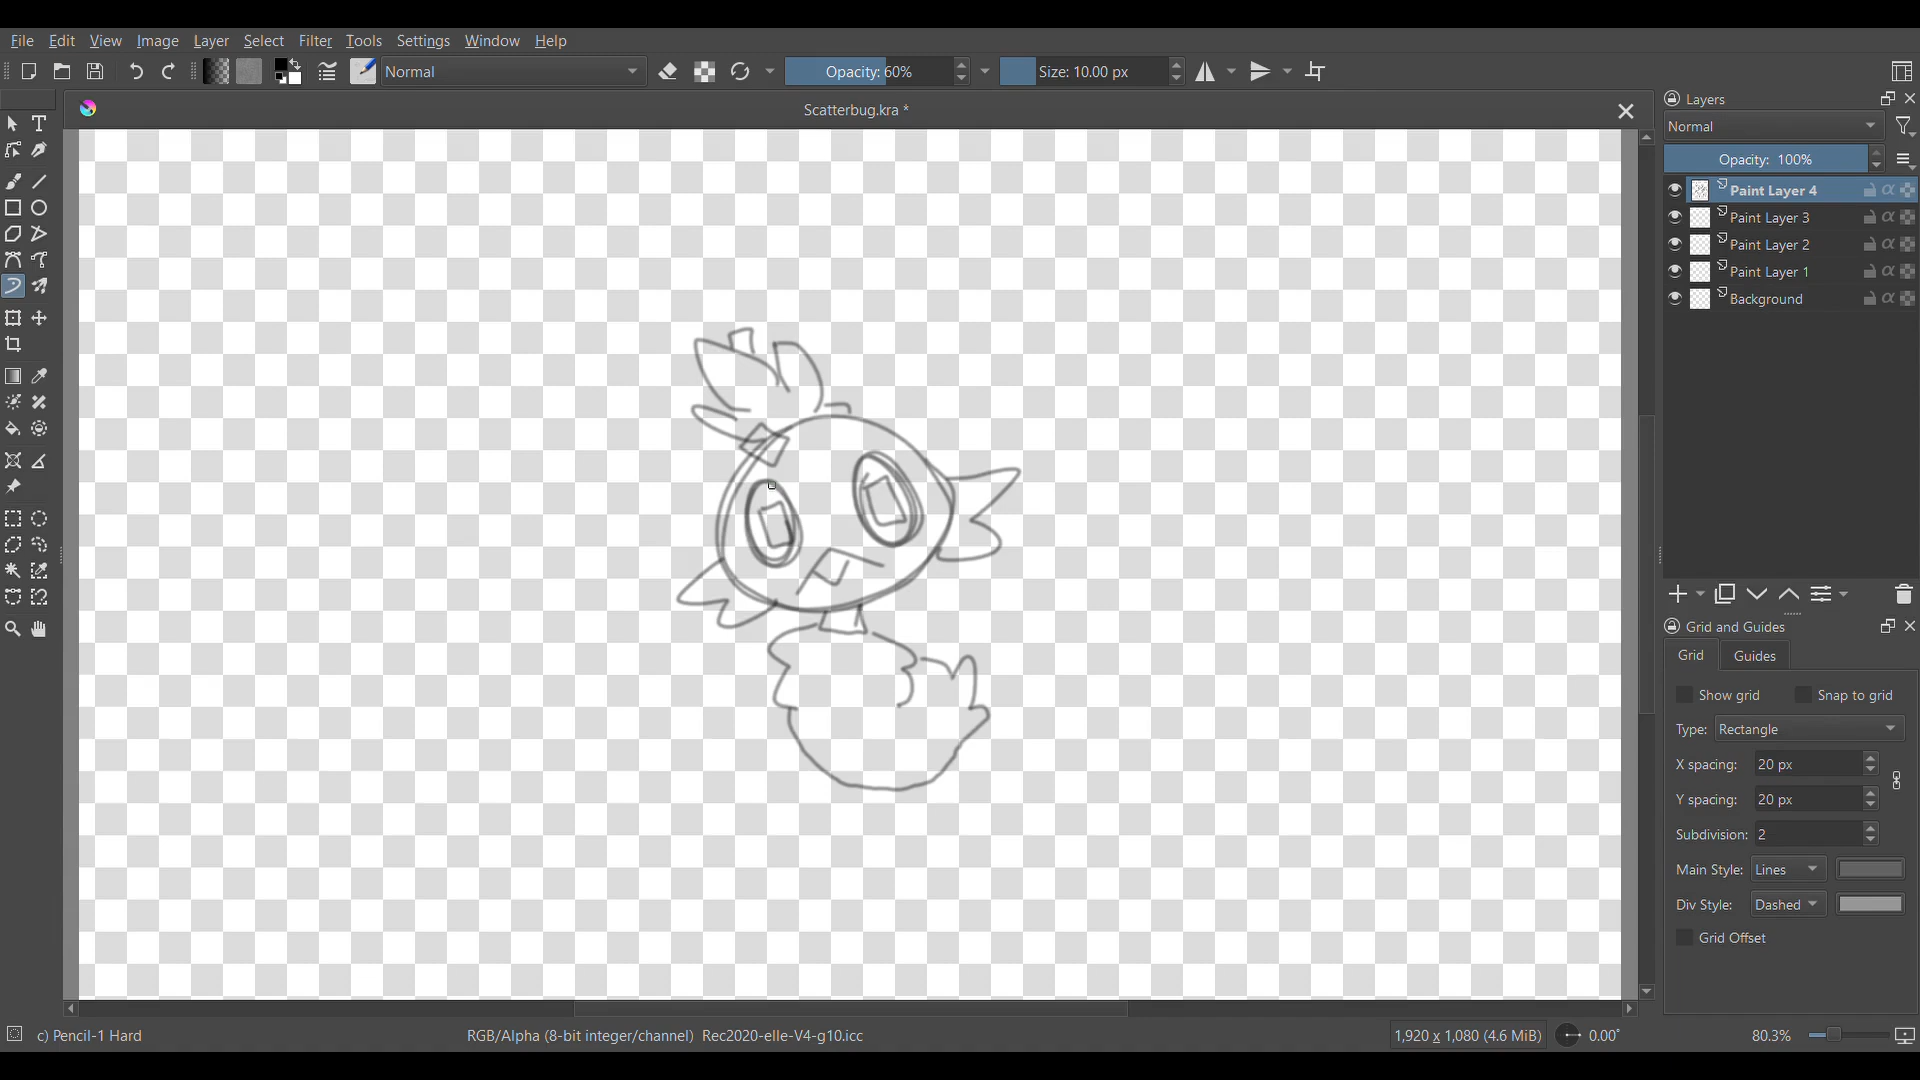 File Edit View Image Layer Select Filter Tools Settings Window Help
Normal Opacity: 60% Size: 10.00 px
Scatterbug.kra *
Layers
Normal
Opacity: 100%
Paint Layer 4
Paint Layer 3
Paint Layer 2
Paint Layer 1
Background
Grid and Guides
Grid Guides
Show grid Snap to grid
Type: Rectangle
X spacing: 20 px
Y spacing: 20 px
Subdivision: 2
Main Style: Lines
Div Style: Dashed
Grid Offset
c) Pencil-1 Hard RGB/Alpha (8-bit integer/channel) Rec2020-elle-V4-g10.icc 1,920 x 1,080 (4.6 MiB) 0.00° 80.3%